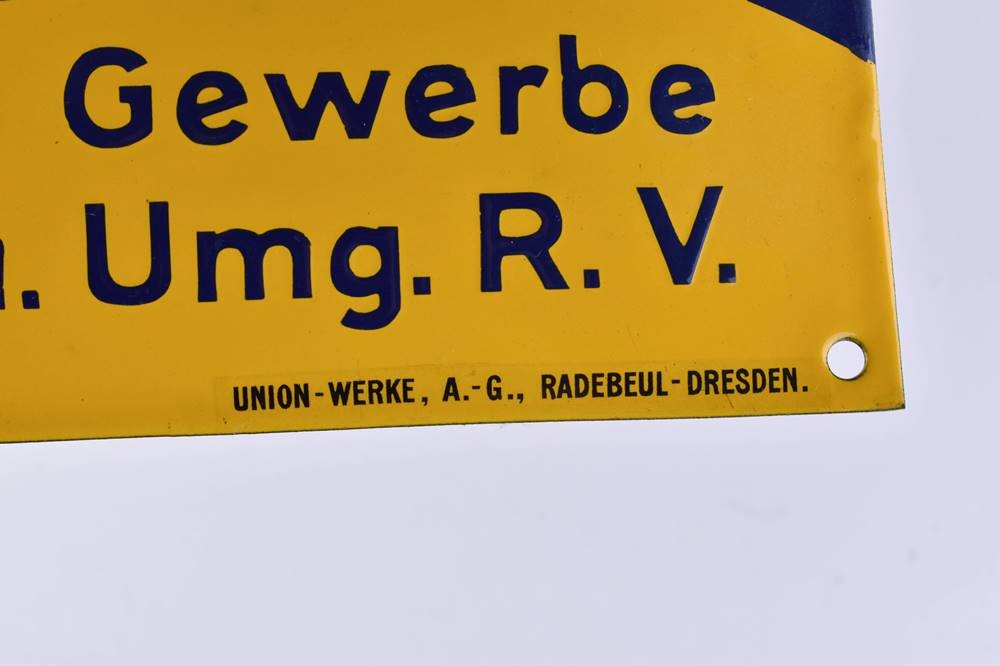 Gewerbe
. Umg. R. V.
UNION-WERKE, A.-G., RADEBEUL-DRESDEN.